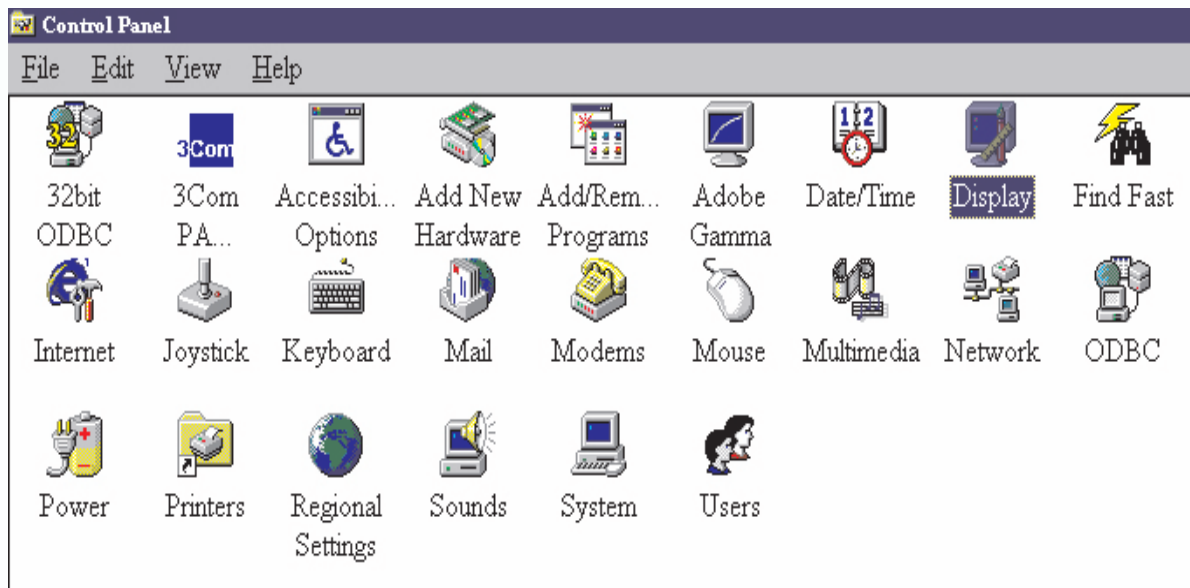 Control Panel
File Edit View Help
32
3Com
1 2
32bit ODBC
3Com PA...
Accessibi... Options
Add New Hardware
Add/Rem... Programs
Adobe Gamma
Date/Time
Display
Find Fast
Internet
Joystick
Keyboard
Mail
Modems
Mouse
Multimedia
Network
ODBC
Power
Printers
Regional Settings
Sounds
System
Users